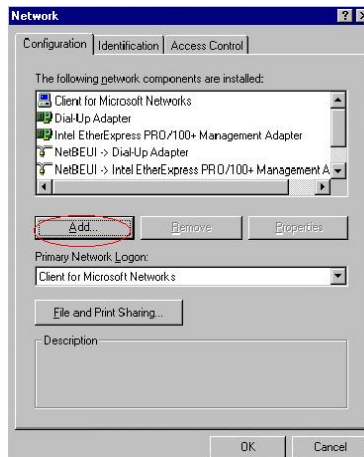 Network
Configuration Identification Access Control
The following network components are installed:
Client for Microsoft Networks
Dial-Up Adapter
Intel EtherExpress PRO/100+ Management Adapter
NetBEUI -> Dial-Up Adapter
NetBEUI -> Intel EtherExpress PRO/100+ Management A
Add... Remove Properties
Primary Network Logon:
Client for Microsoft Networks
File and Print Sharing...
Description
OK Cancel